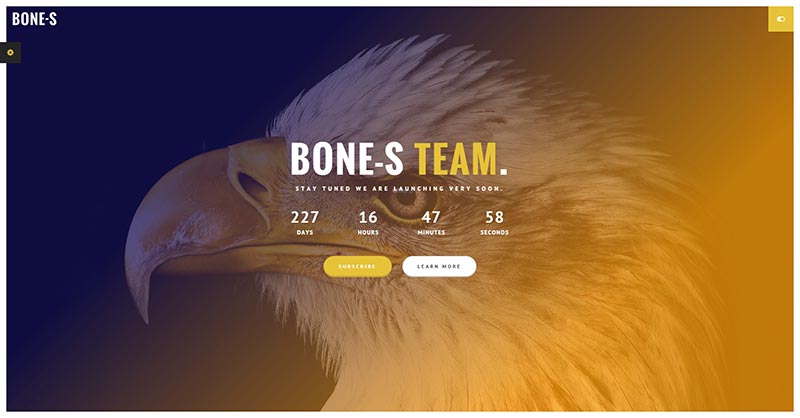 BONE-S
BONE-S TEAM.
STAY TUNED WE ARE LAUNCHING VERY SOON.
227 16 47 58
DAYS HOURS MINUTES SECONDS
SUBSCRIBE LEARN MORE